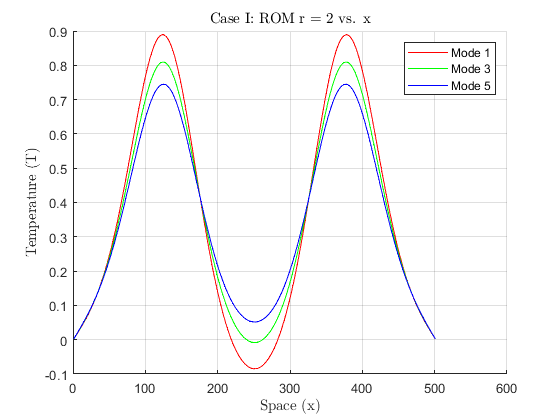 Case I: ROM r = 2 vs. x
Mode 1
Mode 3
Mode 5
Temperature (T)
0.9
0.8
0.7
0.6
0.5
0.4
0.3
0.2
0.1
0
-0.1
0 100 200 300 400 500 600
Space (x)